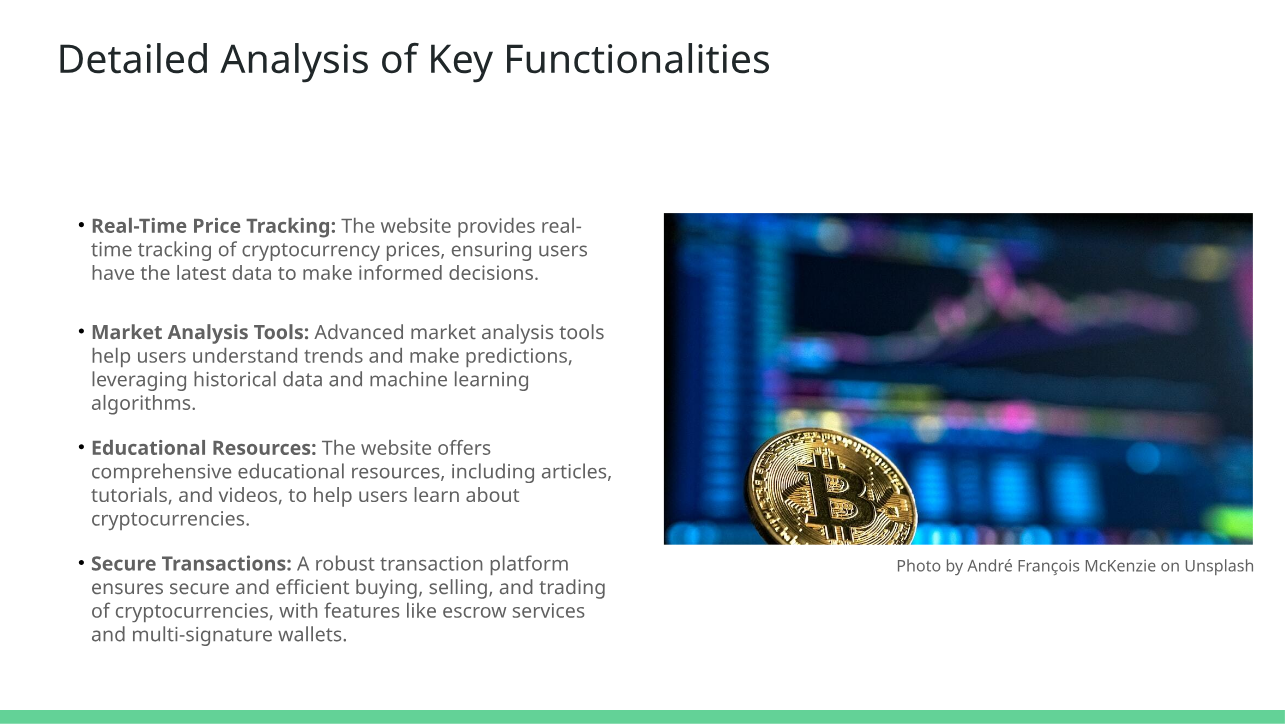 Detailed Analysis of Key Functionalities
• Real-Time Price Tracking: The website provides real-
time tracking of cryptocurrency prices, ensuring users
have the latest data to make informed decisions.
• Market Analysis Tools: Advanced market analysis tools
help users understand trends and make predictions,
leveraging historical data and machine learning
algorithms.
• Educational Resources: The website offers
comprehensive educational resources, including articles,
tutorials, and videos, to help users learn about
cryptocurrencies.
• Secure Transactions: A robust transaction platform
ensures secure and efficient buying, selling, and trading
of cryptocurrencies, with features like escrow services
and multi-signature wallets.
Photo by André François McKenzie on Unsplash